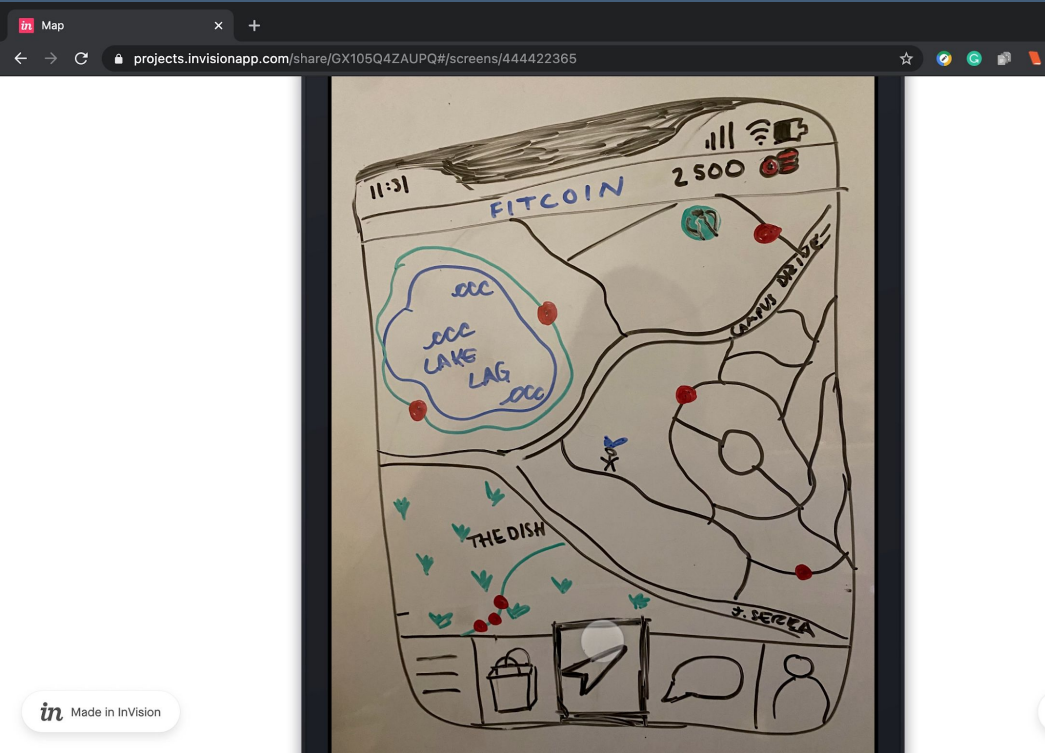 Map
projects.invisionapp.com/share/GX105Q4ZAUPQ#/screens/444422365
11:31
FITCOIN
2500
CAMPUS DRIVE
LAKE
LAG
THE DISH
J. SERRA
in Made in InVision